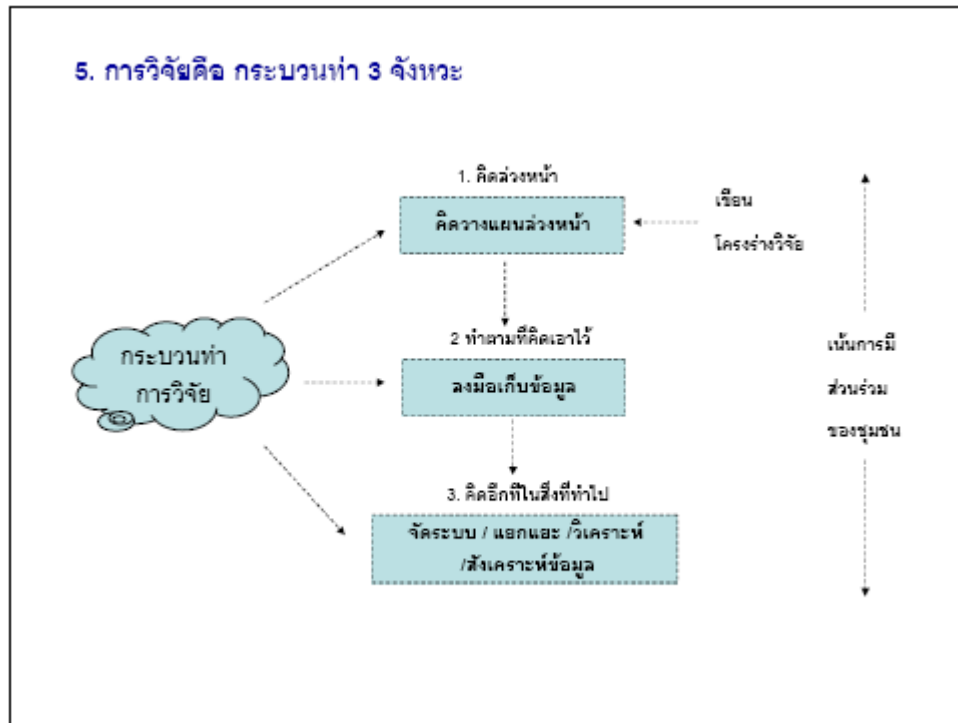 5. การวิจัยคือ กระบวนท่า 3 จังหวะ
1. คิดล่วงหน้า
คิดวางแผนล่วงหน้า
เขียน
โครงร่างวิจัย
กระบวนท่า
การวิจัย
2 ทำตามที่คิดเอาไว้
ลงมือเก็บข้อมูล
เน้นการมี
ส่วนร่วม
ของชุมชน
3. คิดอีกทีในสิ่งที่ทำไป
จัดระบบ / แยกแยะ /วิเคราะห์
/สังเคราะห์ข้อมูล